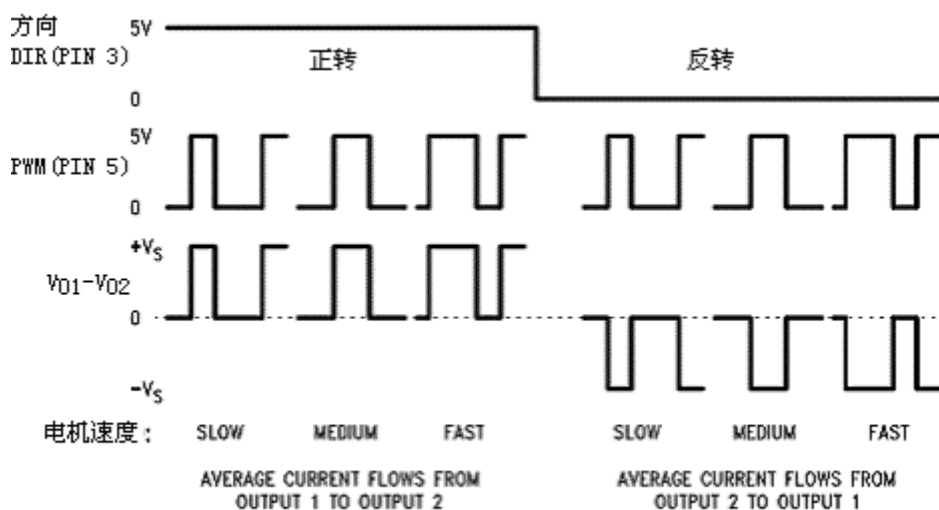 方向
DIR(PIN 3)
5V
正转
反转
0
5V
PWM(PIN 5)
0
+VS
VO1-VO2
0
-VS
电机速度: SLOW MEDIUM FAST SLOW MEDIUM FAST
AVERAGE CURRENT FLOWS FROM
OUTPUT 1 TO OUTPUT 2
AVERAGE CURRENT FLOWS FROM
OUTPUT 2 TO OUTPUT 1